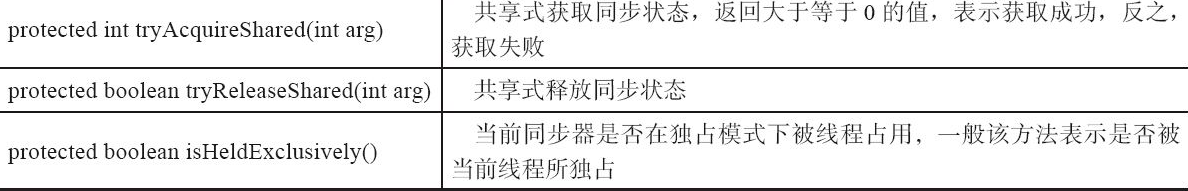 protected int tryAcquireShared(int arg)
共享式获取同步状态，返回大于等于 0 的值，表示获取成功，反之，
获取失败
protected boolean tryReleaseShared(int arg)
共享式释放同步状态
protected boolean isHeldExclusively()
当前同步器是否在独占模式下被线程占用，一般该方法表示是否被
当前线程所独占